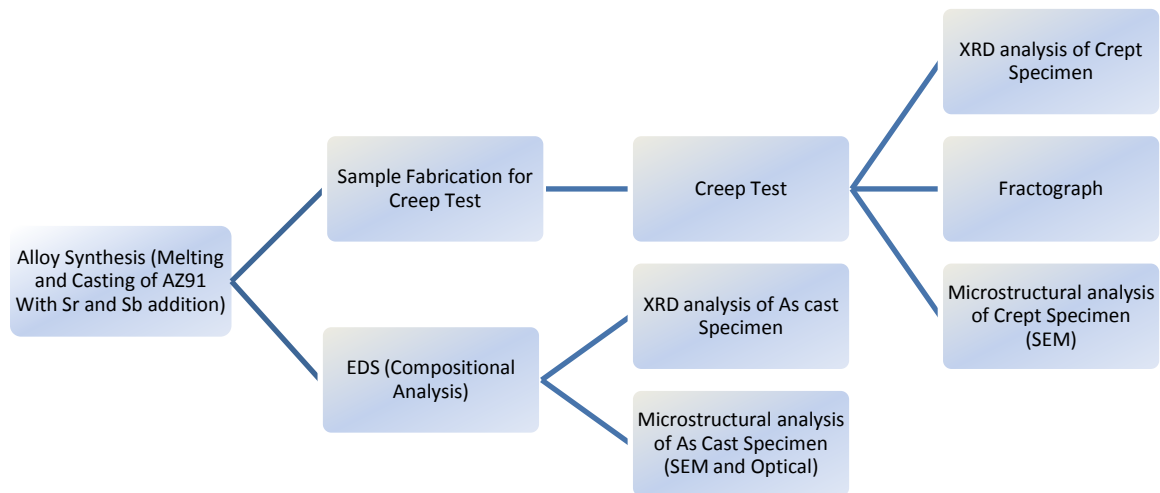 Alloy Synthesis (Melting
and Casting of AZ91
With Sr and Sb addition)
Sample Fabrication for
Creep Test
EDS (Compositional
Analysis)
Creep Test
XRD analysis of As cast
Specimen
Microstructural analysis
of As Cast Specimen
(SEM and Optical)
XRD analysis of Crept
Specimen
Fractograph
Microstructural analysis
of Crept Specimen
(SEM)